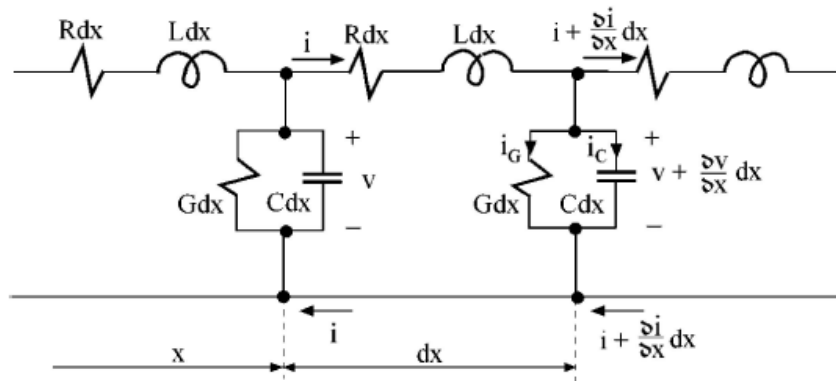 Rdx Ldx i Rdx Ldx i + ∂i/∂x dx
+ i_G i_C +
v v + ∂v/∂x dx
Gdx Cdx Gdx Cdx
− −
i i + ∂i/∂x dx
x dx